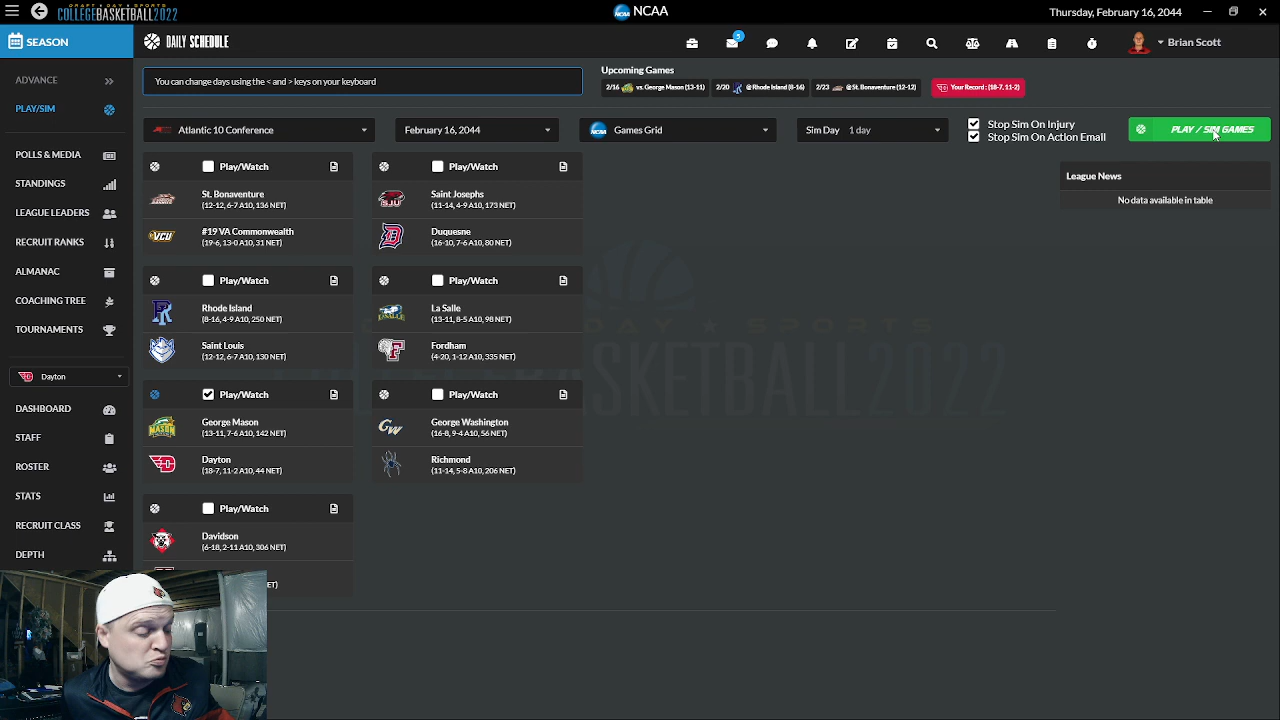 DRAFT DAY SPORTS
COLLEGEBASKETBALL2022
NCAA
Thursday, February 16, 2044
SEASON
DAILY SCHEDULE
5
Brian Scott
ADVANCE
PLAY/SIM
POLLS & MEDIA
STANDINGS
LEAGUE LEADERS
RECRUIT RANKS
ALMANAC
COACHING TREE
TOURNAMENTS
Dayton
DASHBOARD
STAFF
ROSTER
STATS
RECRUIT CLASS
DEPTH
You can change days using the < and > keys on your keyboard
Upcoming Games
2/16 vs. George Mason (13-11)
2/20 @Rhode Island (8-16)
2/23 @St. Bonaventure (12-12)
Your Record : (18-7, 11-2)
Atlantic 10 Conference
February 16, 2044
Games Grid
Sim Day 1 day
Stop Sim On Injury
Stop Sim On Action Email
PLAY / SIM GAMES
Play/Watch
St. Bonaventure
(12-12, 6-7 A10, 136 NET)
#19 VA Commonwealth
(19-6, 13-0 A10, 31 NET)
Play/Watch
Saint Josephs
(11-14, 4-9 A10, 173 NET)
Duquesne
(16-10, 7-6 A10, 80 NET)
Play/Watch
Rhode Island
(8-16, 4-9 A10, 250 NET)
Saint Louis
(12-12, 6-7 A10, 130 NET)
Play/Watch
La Salle
(13-11, 8-5 A10, 98 NET)
Fordham
(4-20, 1-12 A10, 335 NET)
Play/Watch
George Mason
(13-11, 7-6 A10, 142 NET)
Dayton
(18-7, 11-2 A10, 44 NET)
Play/Watch
George Washington
(16-8, 9-4 A10, 56 NET)
Richmond
(11-14, 5-8 A10, 206 NET)
Play/Watch
Davidson
(6-18, 2-11 A10, 306 NET)
League News
No data available in table